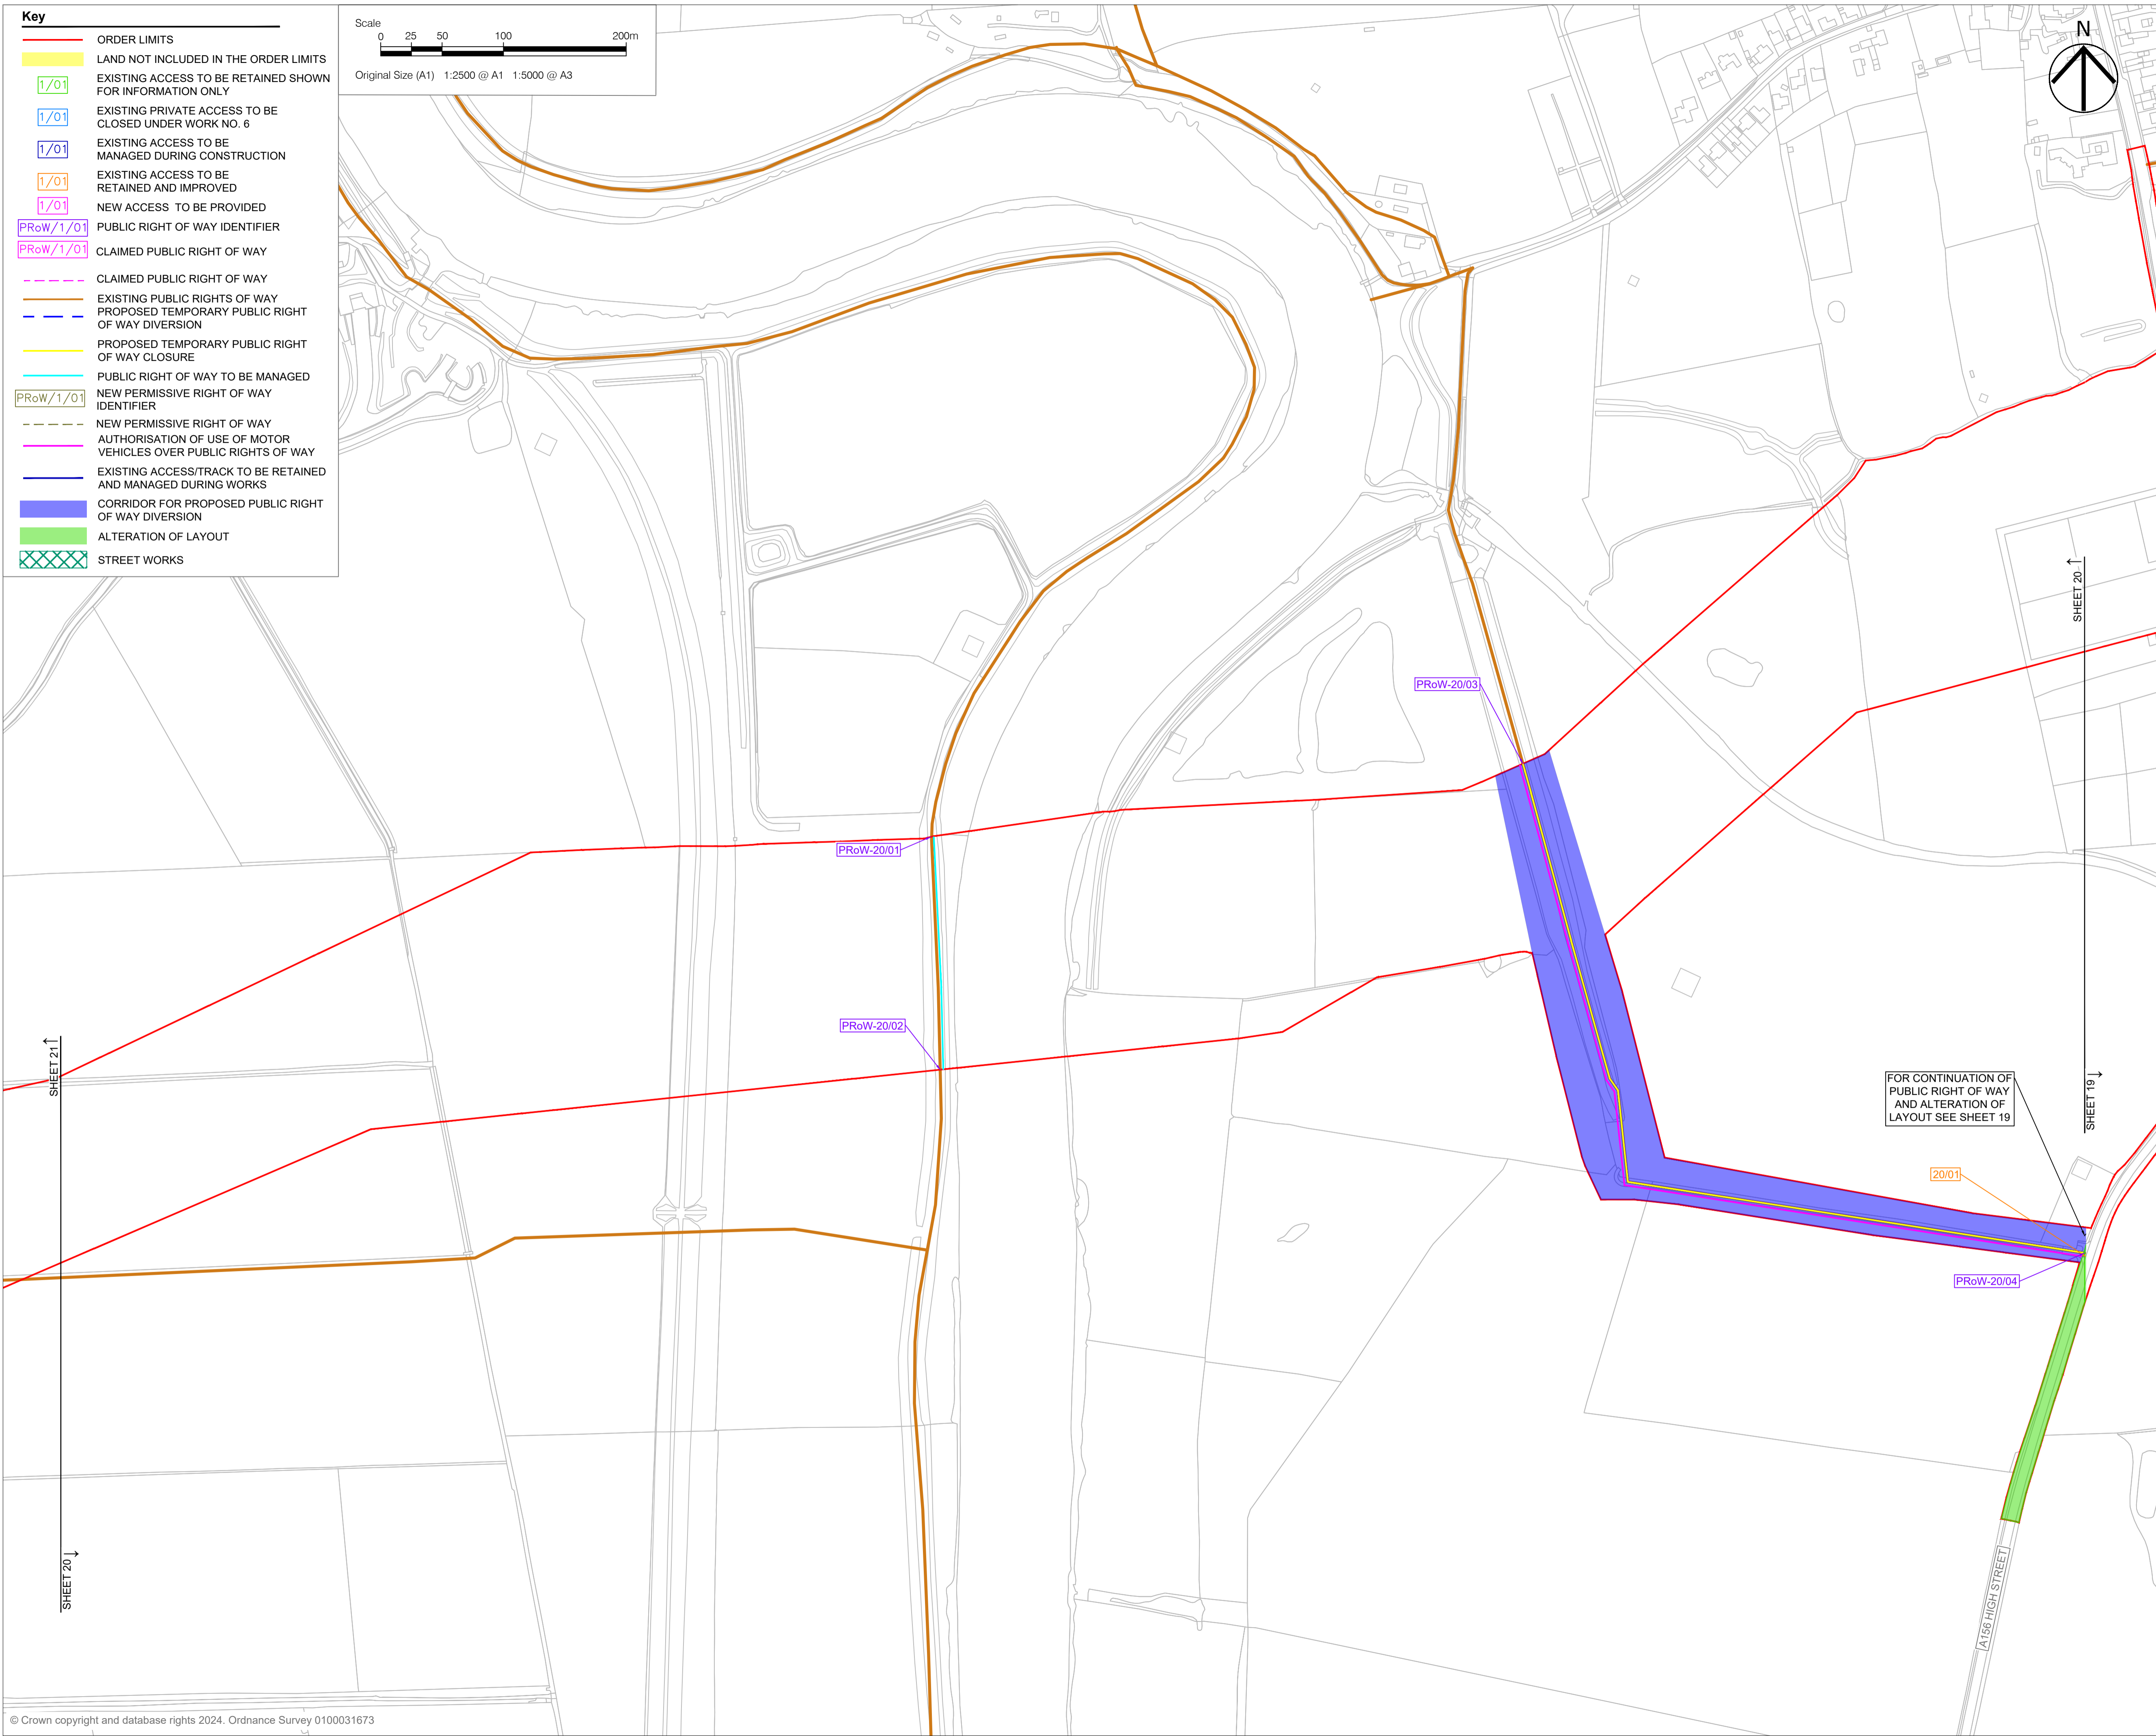 Key
ORDER LIMITS
LAND NOT INCLUDED IN THE ORDER LIMITS
1/01
EXISTING ACCESS TO BE RETAINED SHOWN
FOR INFORMATION ONLY
1/01
EXISTING PRIVATE ACCESS TO BE
CLOSED UNDER WORK NO. 6
1/01
EXISTING ACCESS TO BE
MANAGED DURING CONSTRUCTION
1/01
EXISTING ACCESS TO BE
RETAINED AND IMPROVED
1/01
NEW ACCESS TO BE PROVIDED
PRoW/1/01
PUBLIC RIGHT OF WAY IDENTIFIER
PRoW/1/01
CLAIMED PUBLIC RIGHT OF WAY
CLAIMED PUBLIC RIGHT OF WAY
EXISTING PUBLIC RIGHTS OF WAY
PROPOSED TEMPORARY PUBLIC RIGHT
OF WAY DIVERSION
PROPOSED TEMPORARY PUBLIC RIGHT
OF WAY CLOSURE
PUBLIC RIGHT OF WAY TO BE MANAGED
PRoW/1/01
NEW PERMISSIVE RIGHT OF WAY
IDENTIFIER
NEW PERMISSIVE RIGHT OF WAY
AUTHORISATION OF USE OF MOTOR
VEHICLES OVER PUBLIC RIGHTS OF WAY
EXISTING ACCESS/TRACK TO BE RETAINED
AND MANAGED DURING WORKS
CORRIDOR FOR PROPOSED PUBLIC RIGHT
OF WAY DIVERSION
ALTERATION OF LAYOUT
STREET WORKS
Scale
0 25 50 100 200m
Original Size (A1) 1:2500 @ A1 1:5000 @ A3
N
SHEET 20
PRoW-20/03
PRoW-20/01
PRoW-20/02
SHEET 21
SHEET 19
FOR CONTINUATION OF
PUBLIC RIGHT OF WAY
AND ALTERATION OF
LAYOUT SEE SHEET 19
20/01
PRoW-20/04
SHEET 20
A156 HIGH STREET
© Crown copyright and database rights 2024. Ordnance Survey 0100031673